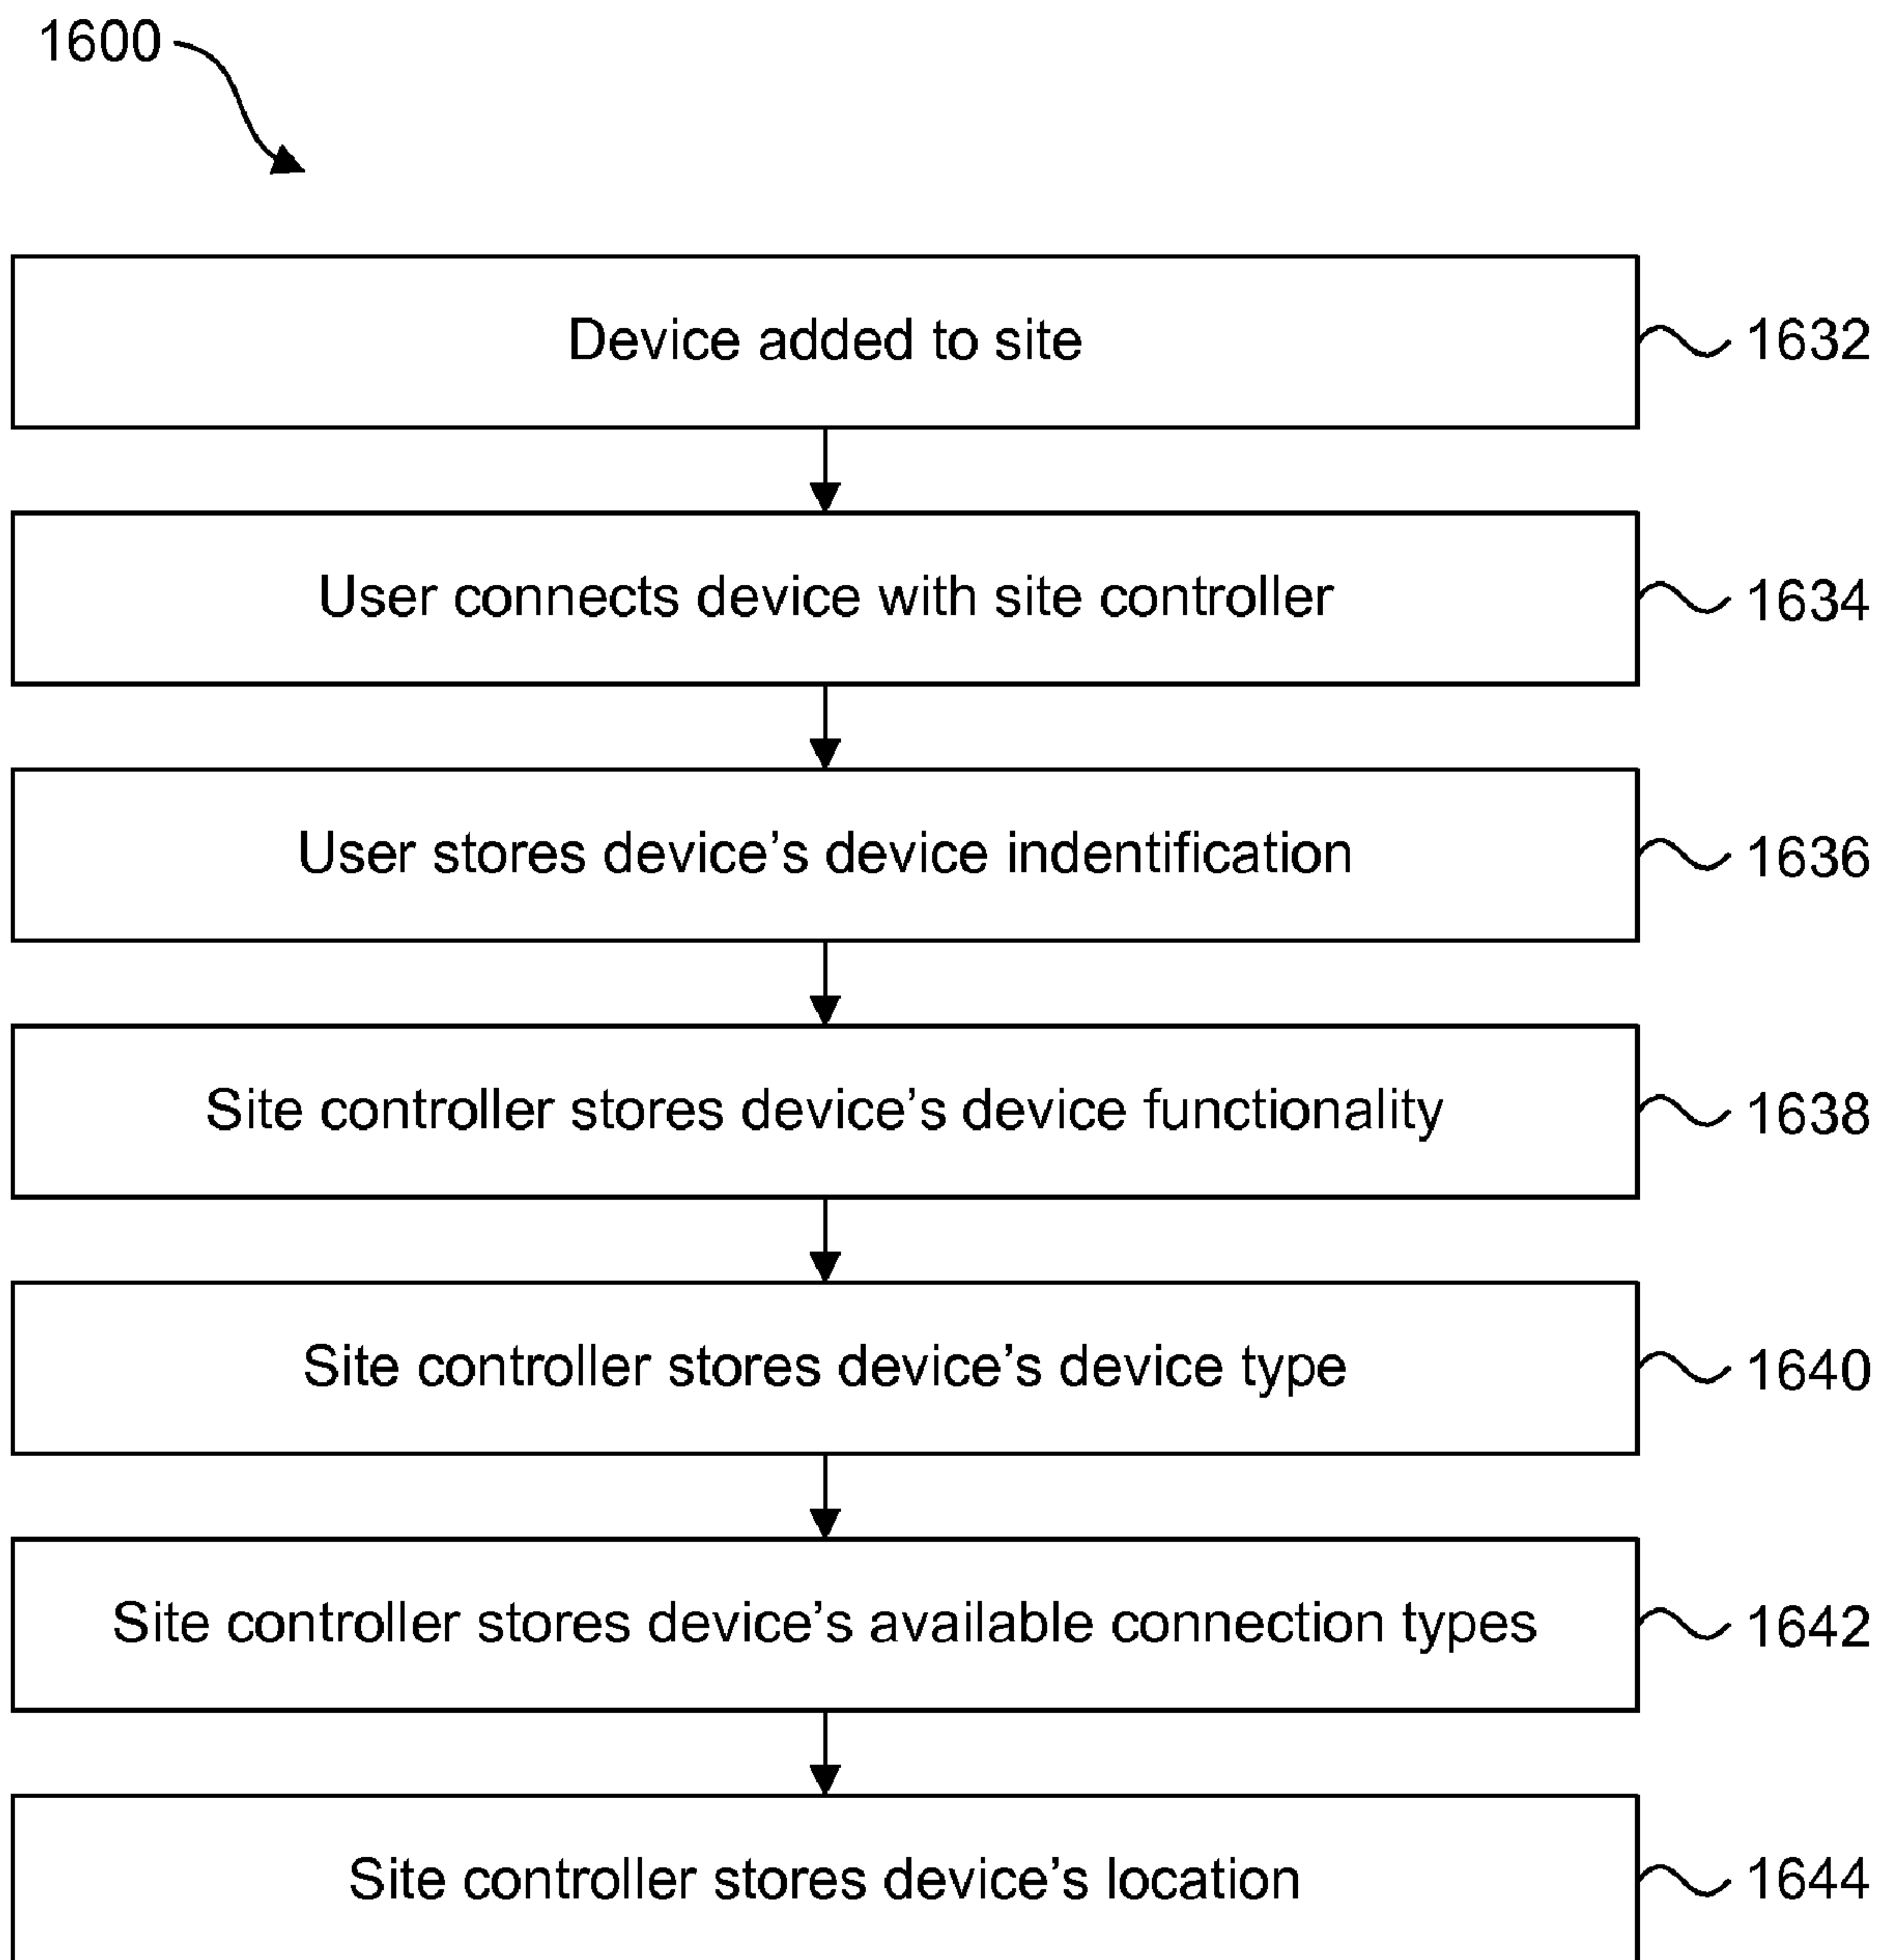 1600
Device added to site
1632
User connects device with site controller
1634
User stores device’s device indentification
1636
Site controller stores device’s device functionality
1638
Site controller stores device’s device type
1640
Site controller stores device’s available connection types
1642
Site controller stores device’s location
1644